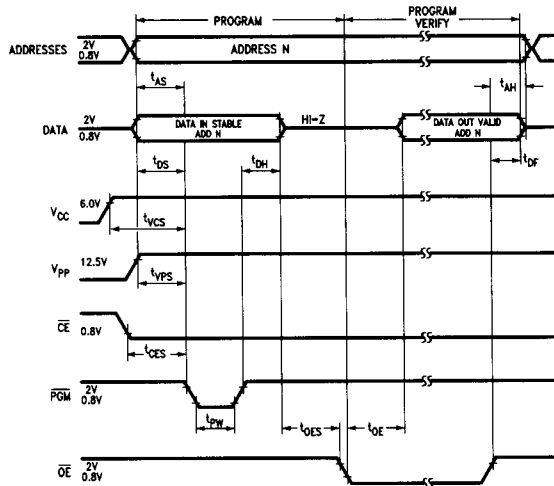 PROGRAM
PROGRAM
VERIFY
ADDRESSES
2V
0.8V
ADDRESS N
tAS
tAH
DATA
2V
0.8V
DATA IN STABLE
ADD N
HI-Z
DATA OUT VALID
ADD N
tDS
tDH
tDF
VCC
6.0V
tVCS
VPP
12.5V
tVPS
CE
0.8V
tCES
PGM
2V
0.8V
tPW
tOES
tOE
OE
2V
0.8V